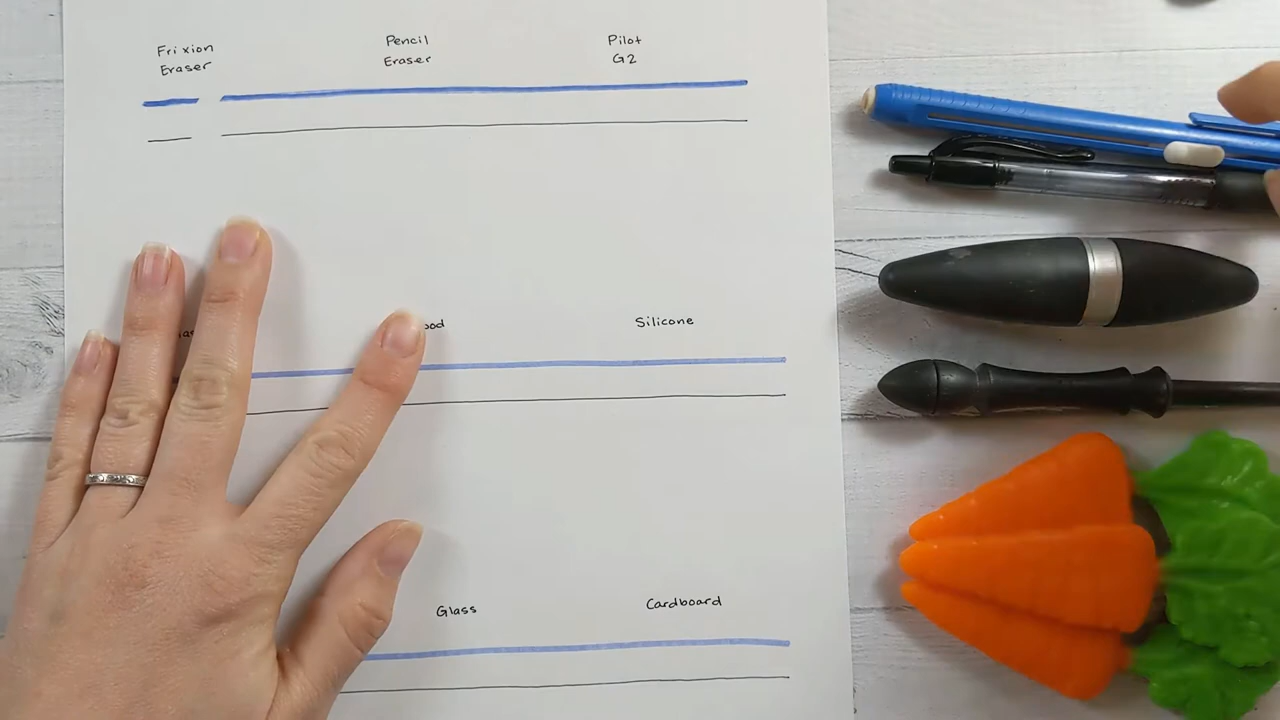 Frixion
Eraser
Pencil
Eraser
Pilot
G2
Silicone
Glass
Cardboard